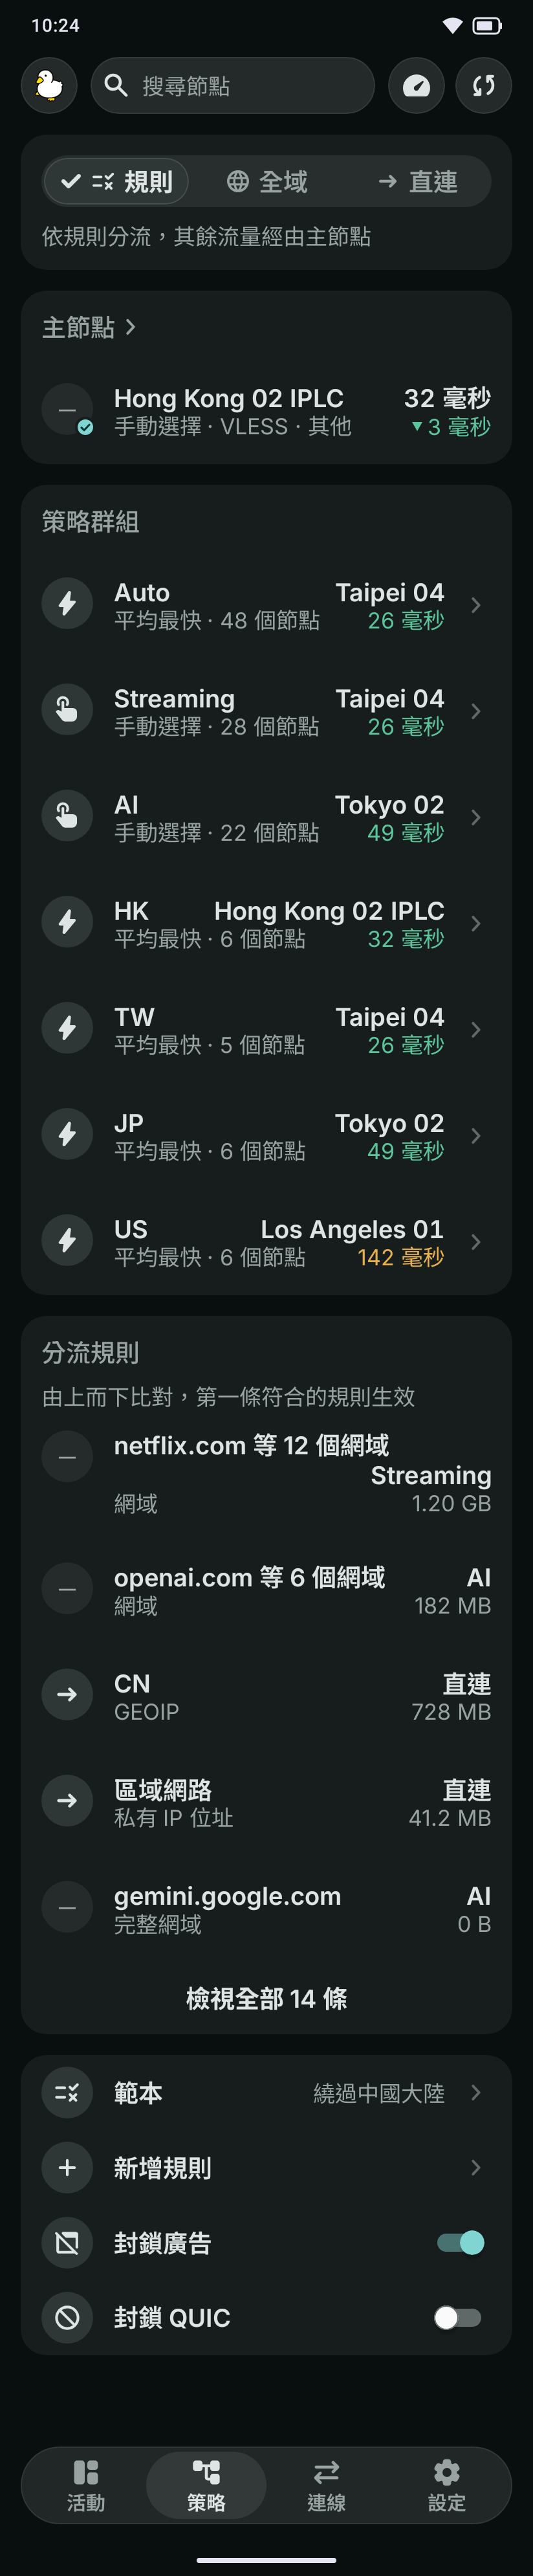 10:24
搜尋節點
規則
全域
直連
依規則分流，其餘流量經由主節點
主節點
Hong Kong 02 IPLC 32 毫秒
手動選擇 · VLESS · 其他 ▼3 毫秒
策略群組
Auto Taipei 04
平均最快 · 48 個節點 26 毫秒
Streaming Taipei 04
手動選擇 · 28 個節點 26 毫秒
AI Tokyo 02
手動選擇 · 22 個節點 49 毫秒
HK Hong Kong 02 IPLC
平均最快 · 6 個節點 32 毫秒
TW Taipei 04
平均最快 · 5 個節點 26 毫秒
JP Tokyo 02
平均最快 · 6 個節點 49 毫秒
US Los Angeles 01
平均最快 · 6 個節點 142 毫秒
分流規則
由上而下比對，第一條符合的規則生效
netflix.com 等 12 個網域
Streaming
網域 1.20 GB
openai.com 等 6 個網域 AI
網域 182 MB
CN 直連
GEOIP 728 MB
區域網路 直連
私有 IP 位址 41.2 MB
gemini.google.com AI
完整網域 0 B
檢視全部 14 條
範本 繞過中國大陸
新增規則
封鎖廣告
封鎖 QUIC
活動
策略
連線
設定